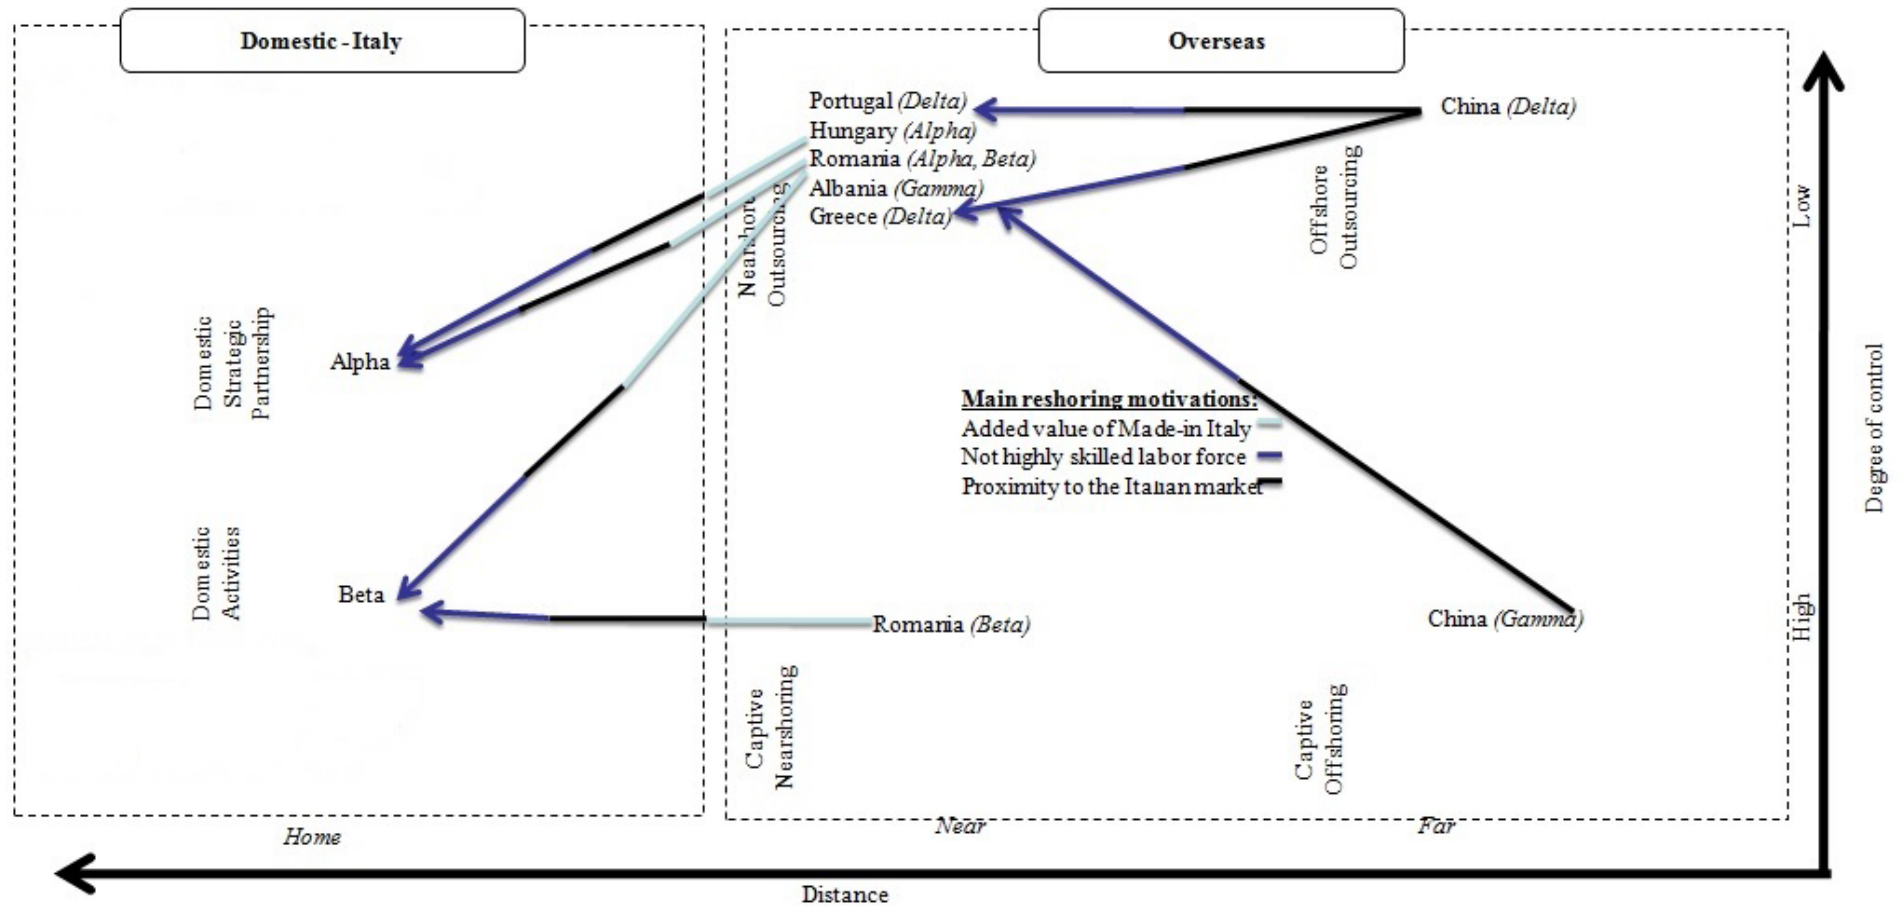 Domestic - Italy
Overseas
Portugal (Delta)
Hungary (Alpha)
Romania (Alpha, Beta)
Albania (Gamma)
Greece (Delta)
China (Delta)
Nearshore
Outsourcing
Offshore
Outsourcing
Low
Domestic
Strategic
Partnership
Alpha
Main reshoring motivations:
Added value of Made-in Italy
Not highly skilled labor force
Proximity to the Italian market
Degree of control
Domestic
Activities
Beta
Romania (Beta)
China (Gamma)
High
Captive
Nearshoring
Captive
Offshoring
Home
Near
Far
Distance